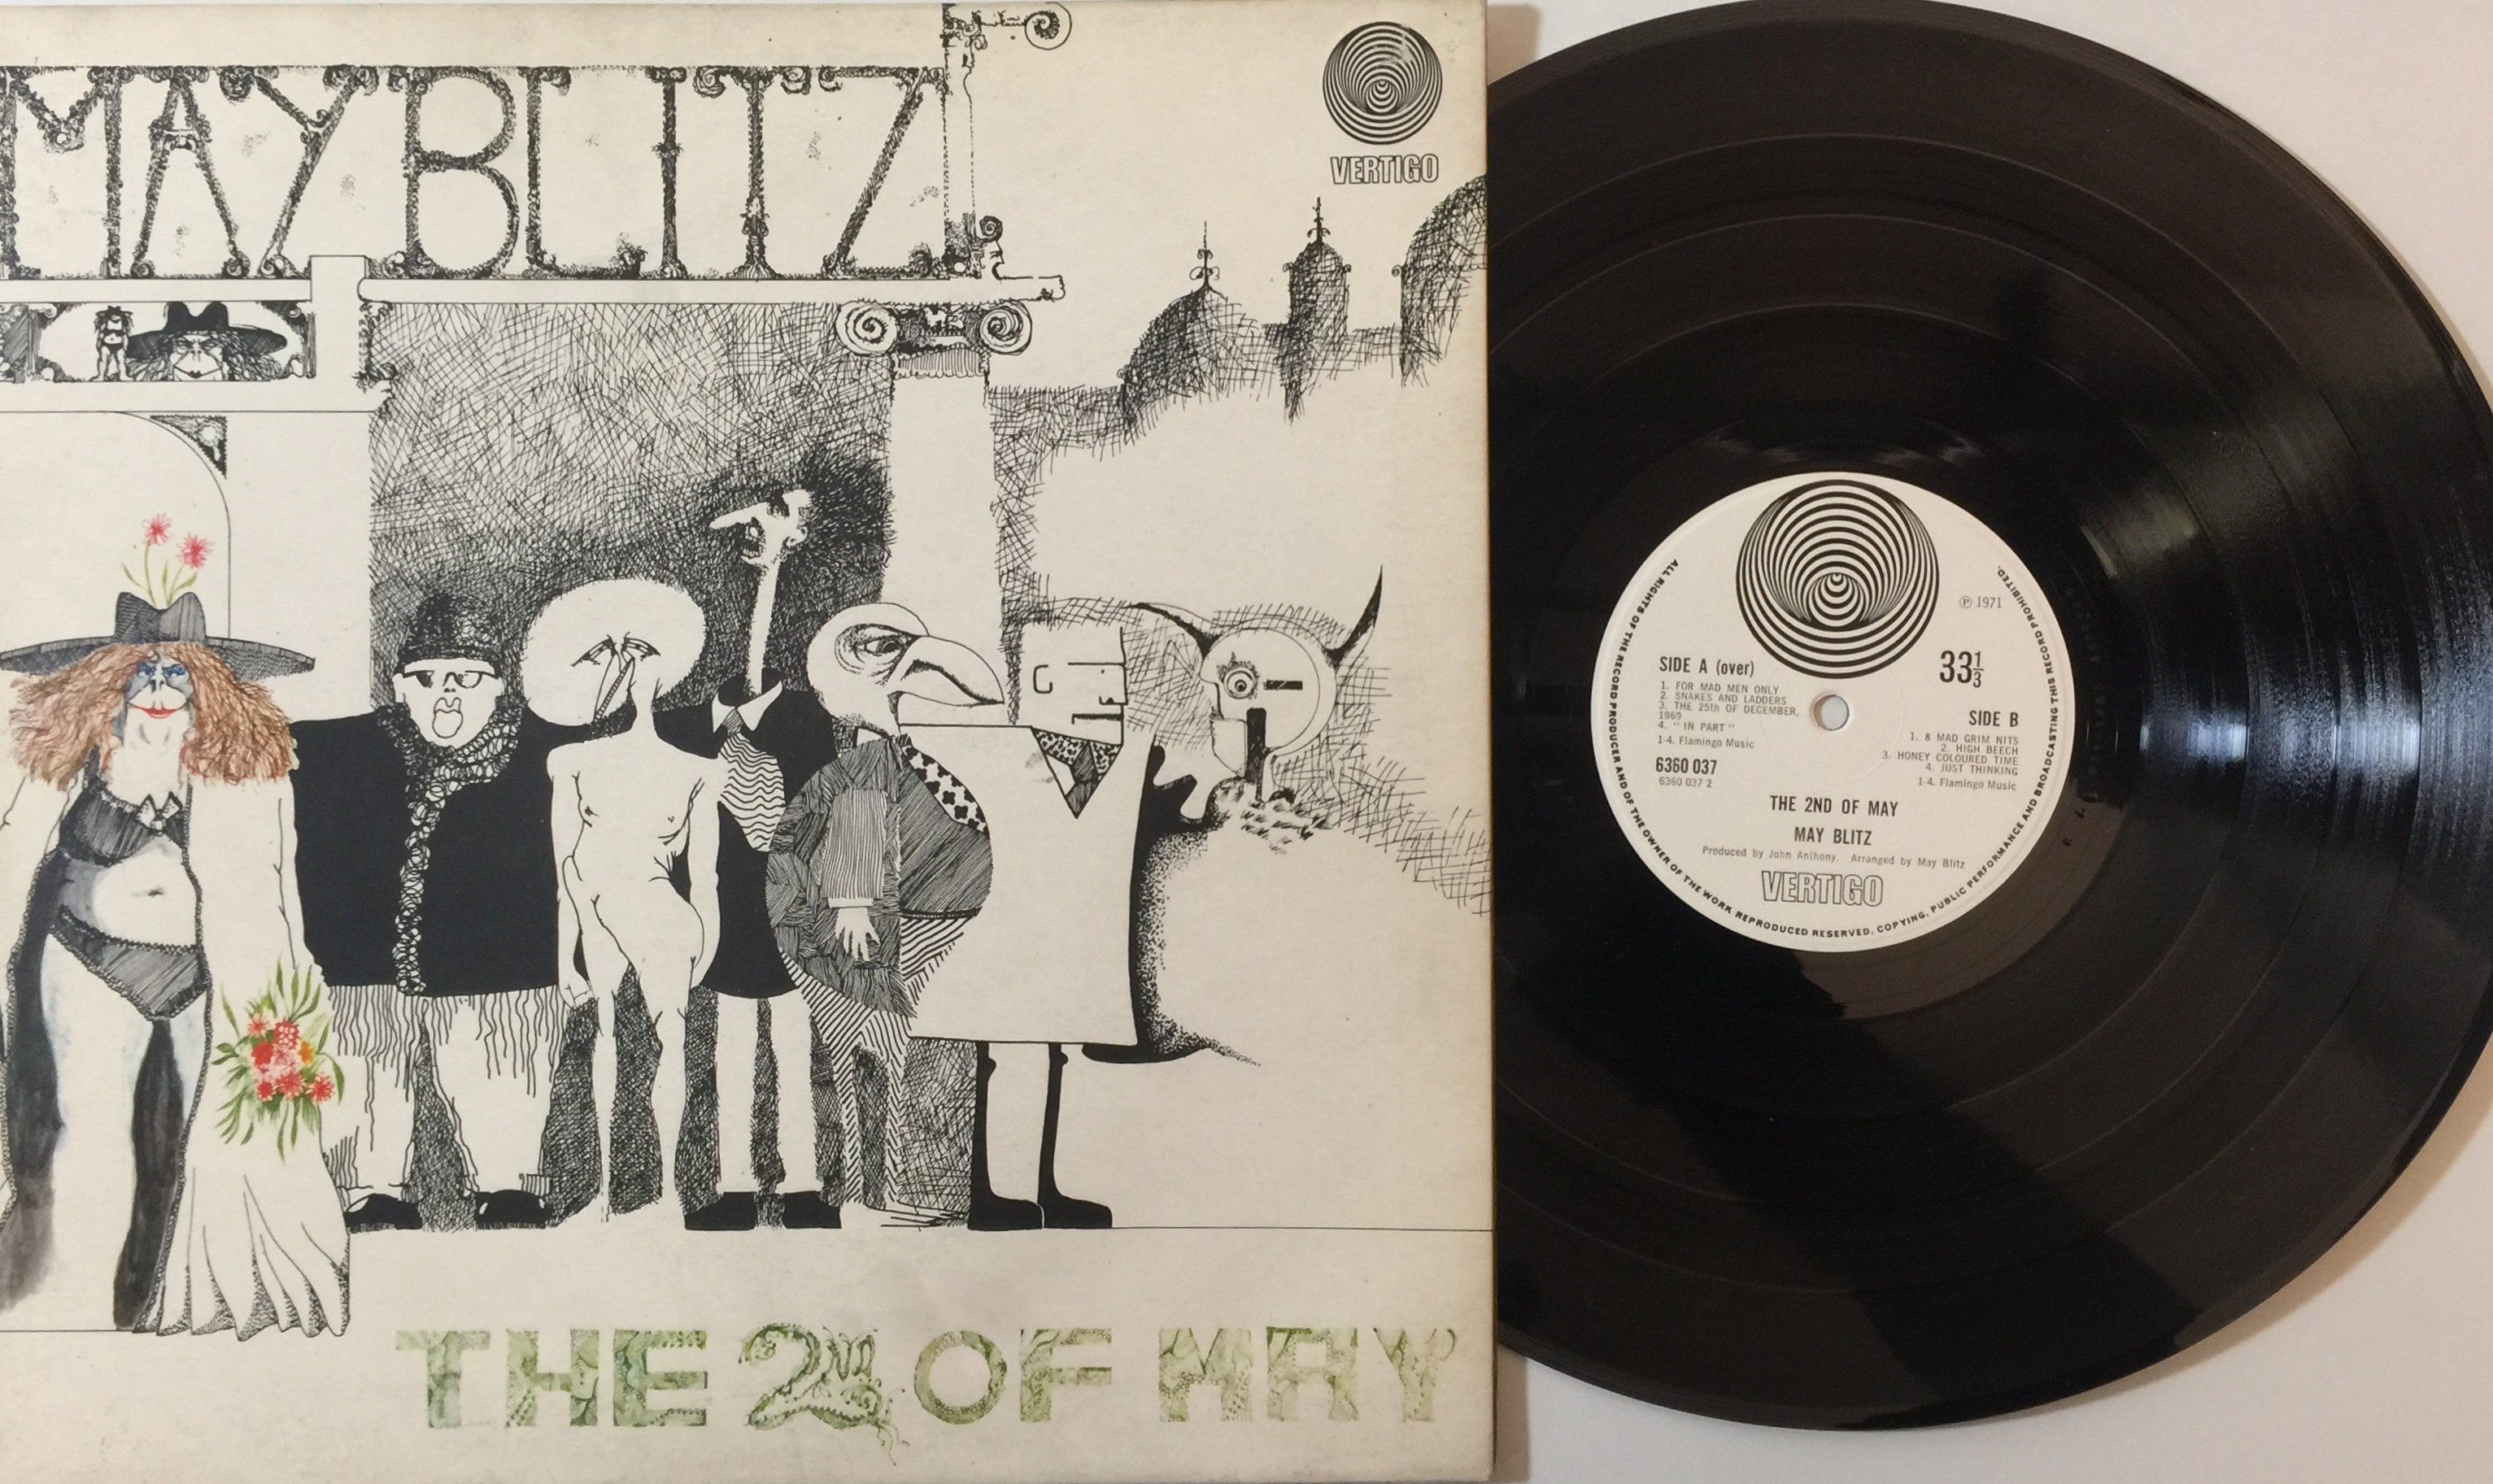 MAY BLITZ
VERTIGO
THE 2nd OF MAY
ALL RIGHTS OF THE RECORD PRODUCER AND OF THE OWNER OF THE WORK REPRODUCED RESERVED. COPYING, PUBLIC PERFORMANCE AND BROADCASTING THIS RECORD PROHIBITED.
℗ 1971
33⅓
SIDE A (over)
1. FOR MAD MEN ONLY
2. SNAKES AND LADDERS
3. THE 25th OF DECEMBER,
1969
4. "IN PART"
1-4. Flamingo Music
6360 037
6360 037 2
SIDE B
1. 8 MAD GRIM NITS
2. HIGH BEECH
3. HONEY COLOURED TIME
4. JUST THINKING
1-4. Flamingo Music
THE 2ND OF MAY
MAY BLITZ
Produced by John Anthony. Arranged by May Blitz
VERTIGO